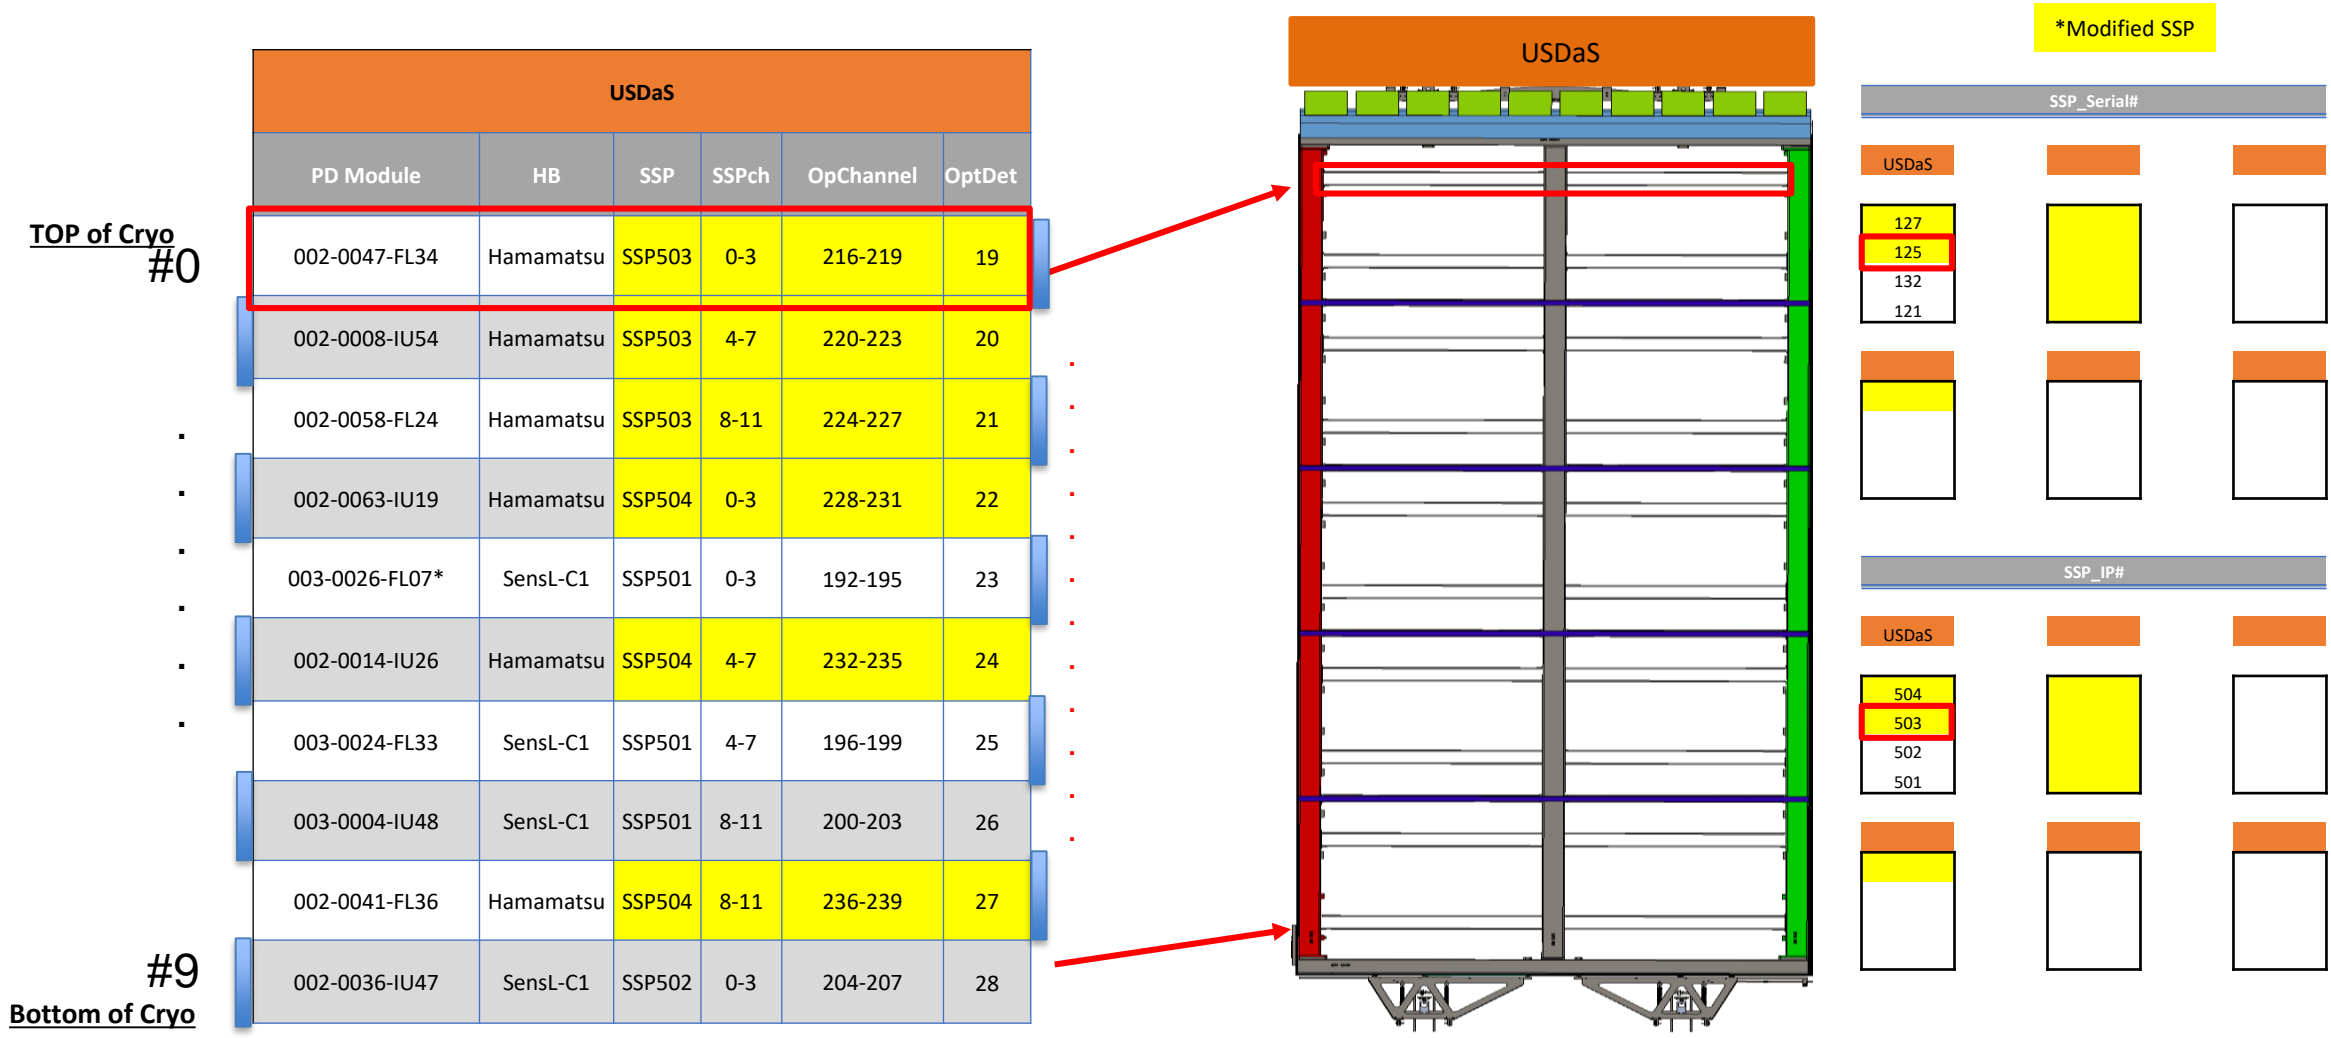 *Modified SSP
USDaS
PD Module HB SSP SSPch OpChannel OptDet
TOP of Cryo
#0
002-0047-FL34 Hamamatsu SSP503 0-3 216-219 19
002-0008-IU54 Hamamatsu SSP503 4-7 220-223 20
002-0058-FL24 Hamamatsu SSP503 8-11 224-227 21
002-0063-IU19 Hamamatsu SSP504 0-3 228-231 22
003-0026-FL07* SensL-C1 SSP501 0-3 192-195 23
002-0014-IU26 Hamamatsu SSP504 4-7 232-235 24
003-0024-FL33 SensL-C1 SSP501 4-7 196-199 25
003-0004-IU48 SensL-C1 SSP501 8-11 200-203 26
002-0041-FL36 Hamamatsu SSP504 8-11 236-239 27
#9
002-0036-IU47 SensL-C1 SSP502 0-3 204-207 28
Bottom of Cryo
USDaS
SSP_Serial#
USDaS
127
125
132
121
SSP_IP#
USDaS
504
503
502
501